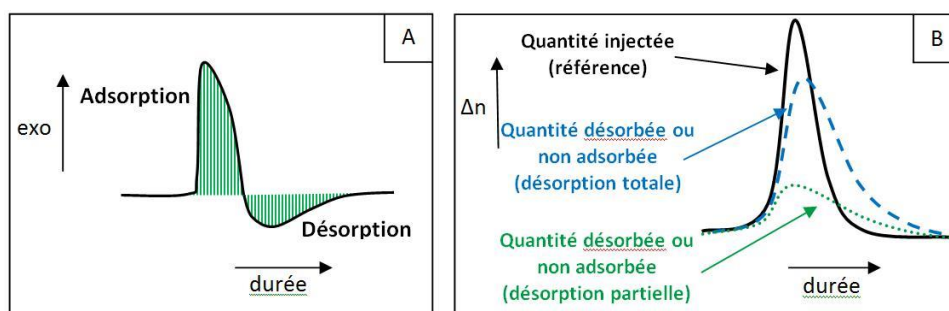 A
exo
Adsorption
Désorption
durée
B
Δn
Quantité injectée
(référence)
Quantité désorbée ou
non adsorbée
(désorption totale)
Quantité désorbée ou
non adsorbée
(désorption partielle)
durée